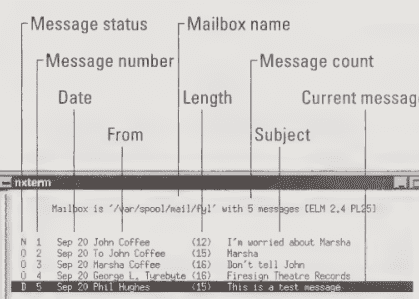 Message status
Mailbox name
Message number
Message count
Date
Length
Current message
From
Subject
nxterm
Mailbox is '/var/spool/mail/fyl' with 5 messages [ELM 2.4 PL25]
N 1 Sep 20 John Coffee (12) I'm worried about Marsha
O 2 Sep 20 To John Coffee (15) Marsha
O 3 Sep 20 Marsha Coffee (16) Don't tell John
O 4 Sep 20 George L. Tyrebyte (16) Firesign Theatre Records
D 5 Sep 20 Phil Hughes (15) This is a test message